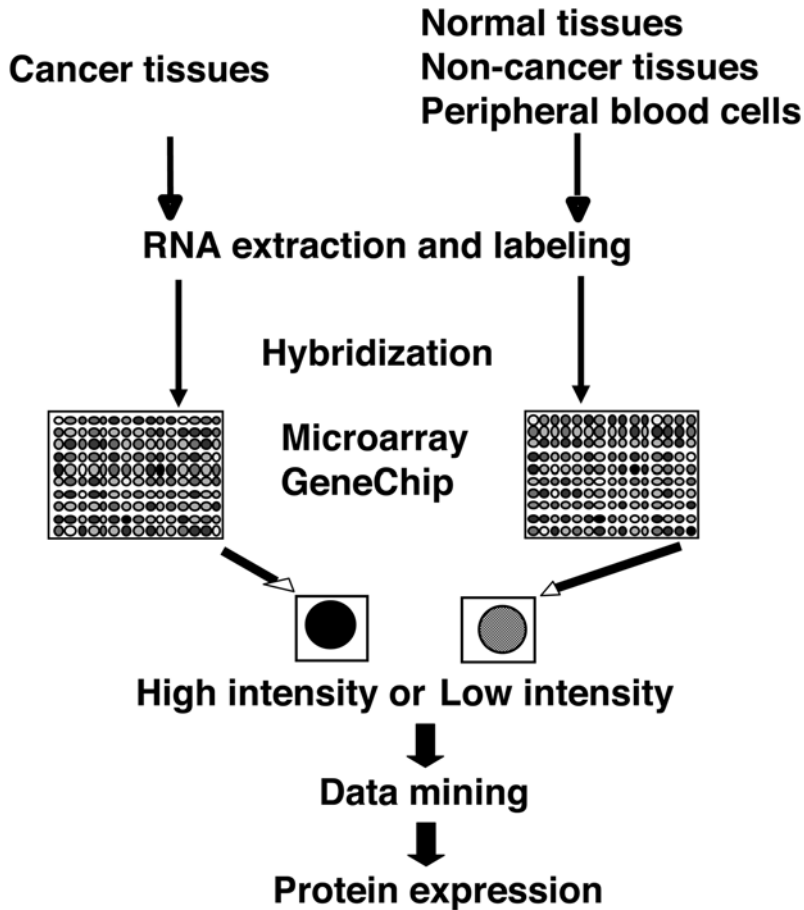 Cancer tissues
Normal tissues
Non-cancer tissues
Peripheral blood cells
RNA extraction and labeling
Hybridization
Microarray
GeneChip
High intensity or Low intensity
Data mining
Protein expression